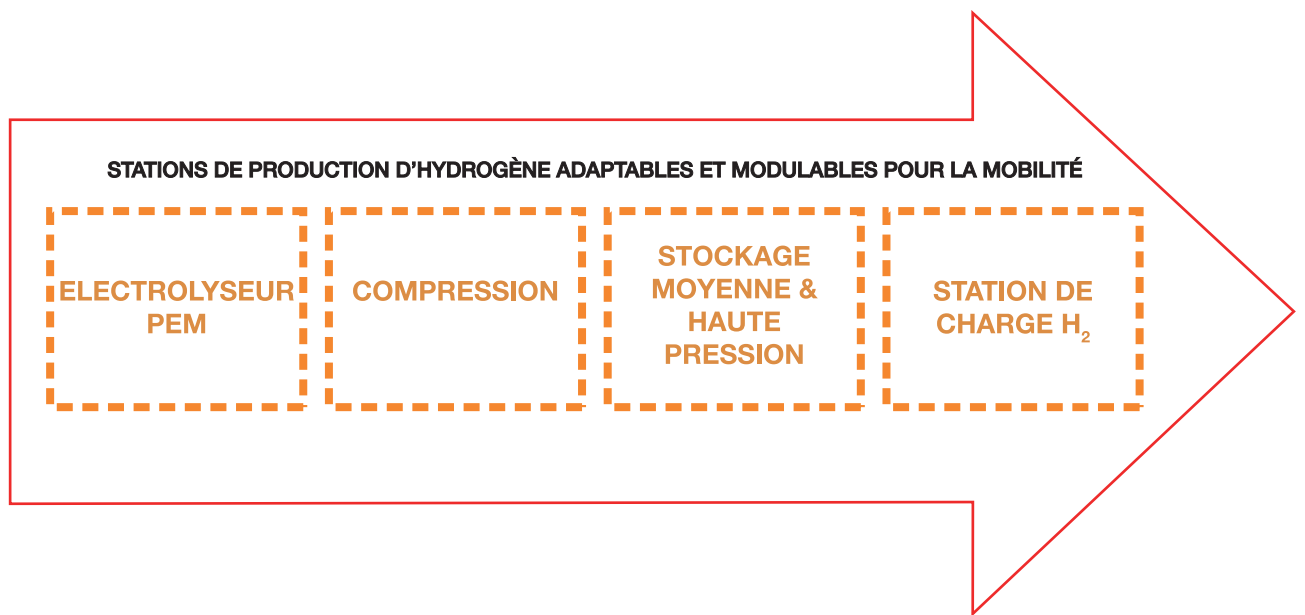 STATIONS DE PRODUCTION D’HYDROGÈNE ADAPTABLES ET MODULABLES POUR LA MOBILITÉ
ELECTROLYSEUR
PEM
COMPRESSION
STOCKAGE
MOYENNE &
HAUTE
PRESSION
STATION DE
CHARGE H₂